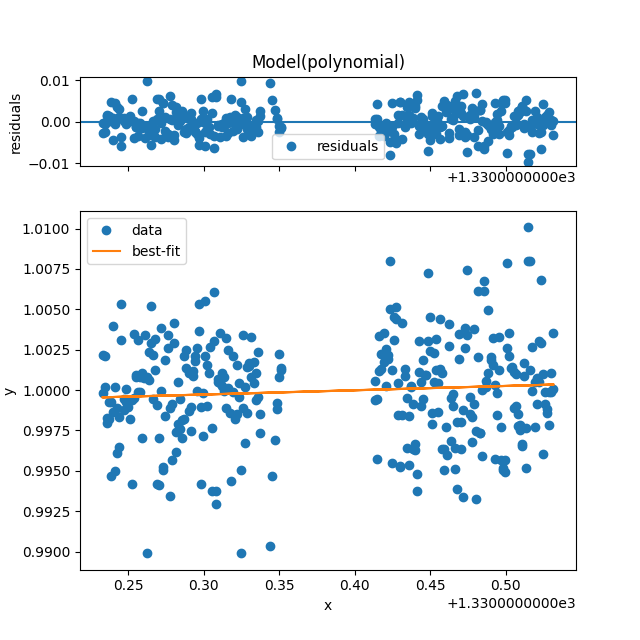 Model(polynomial)
0.01
0.00
−0.01
residuals
residuals
+1.3300000000e3
1.0100
1.0075
1.0050
1.0025
1.0000
0.9975
0.9950
0.9925
0.9900
y
data
best-fit
0.25 0.30 0.35 0.40 0.45 0.50
x
+1.3300000000e3